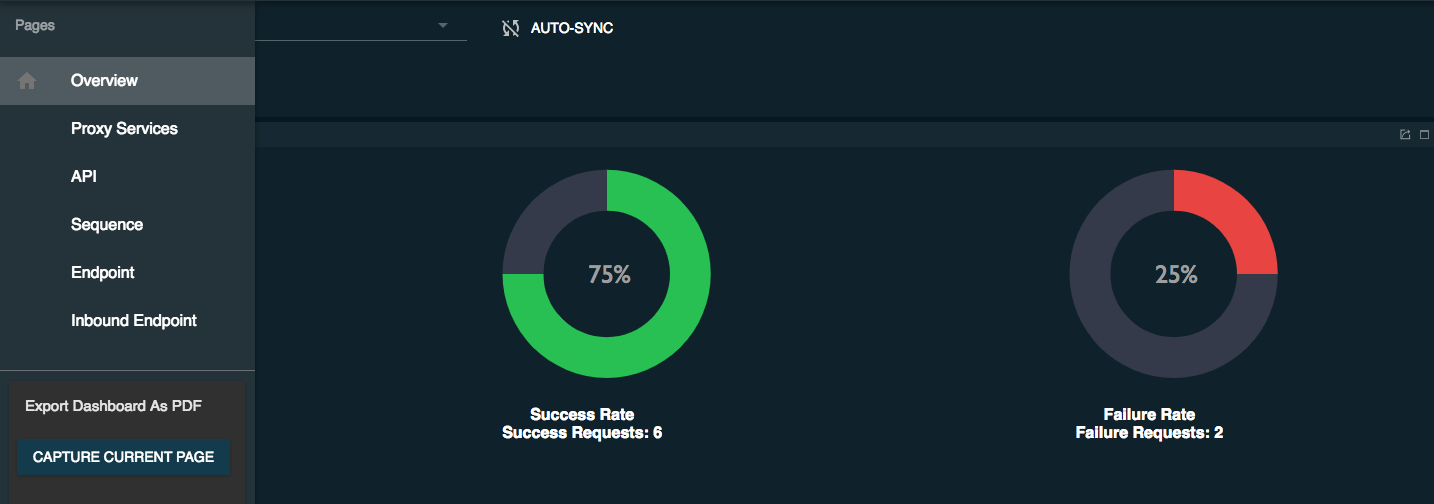 Pages
AUTO-SYNC
Overview
Proxy Services
API
Sequence
Endpoint
Inbound Endpoint
Export Dashboard As PDF
CAPTURE CURRENT PAGE
75%
Success Rate
Success Requests: 6
25%
Failure Rate
Failure Requests: 2